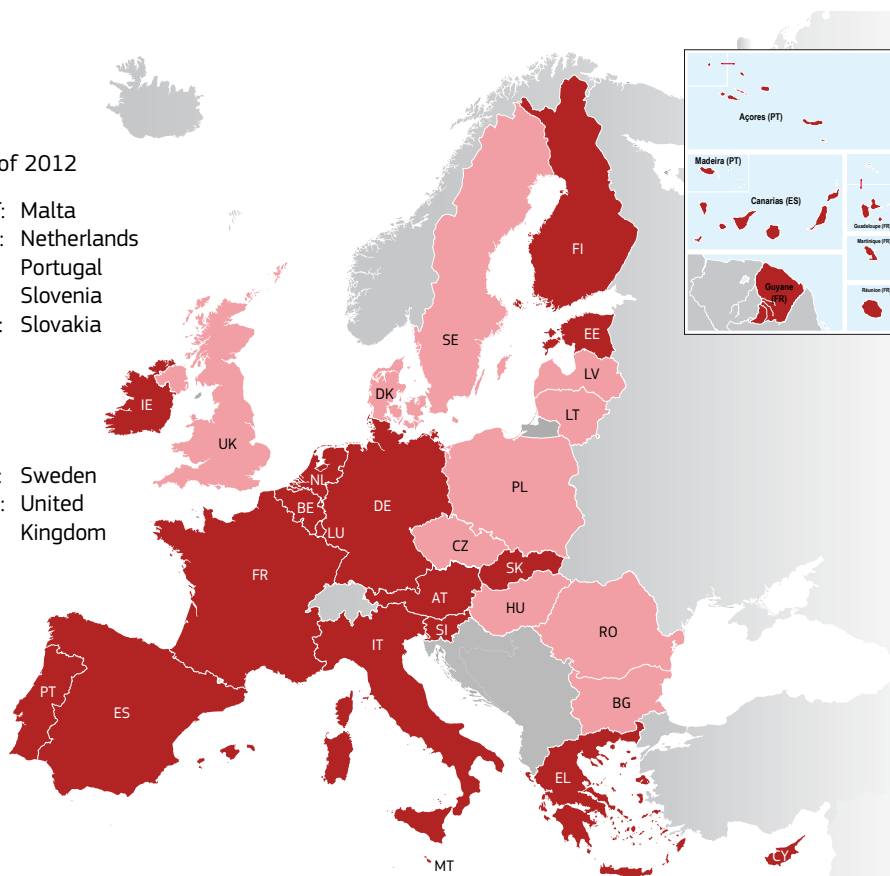 of 2012
: Malta
: Netherlands
Portugal
Slovenia
: Slovakia
: Sweden
: United
Kingdom
Açores (PT)
Madeira (PT)
Canarias (ES)
Guadeloupe (FR)
Martinique (FR)
Guyane
(FR)
Réunion (FR)
FI
SE
EE
LV
LT
DK
IE
UK
NL
BE
LU
DE
PL
CZ
SK
FR
AT
HU
SI
IT
RO
BG
PT
ES
EL
MT
CY